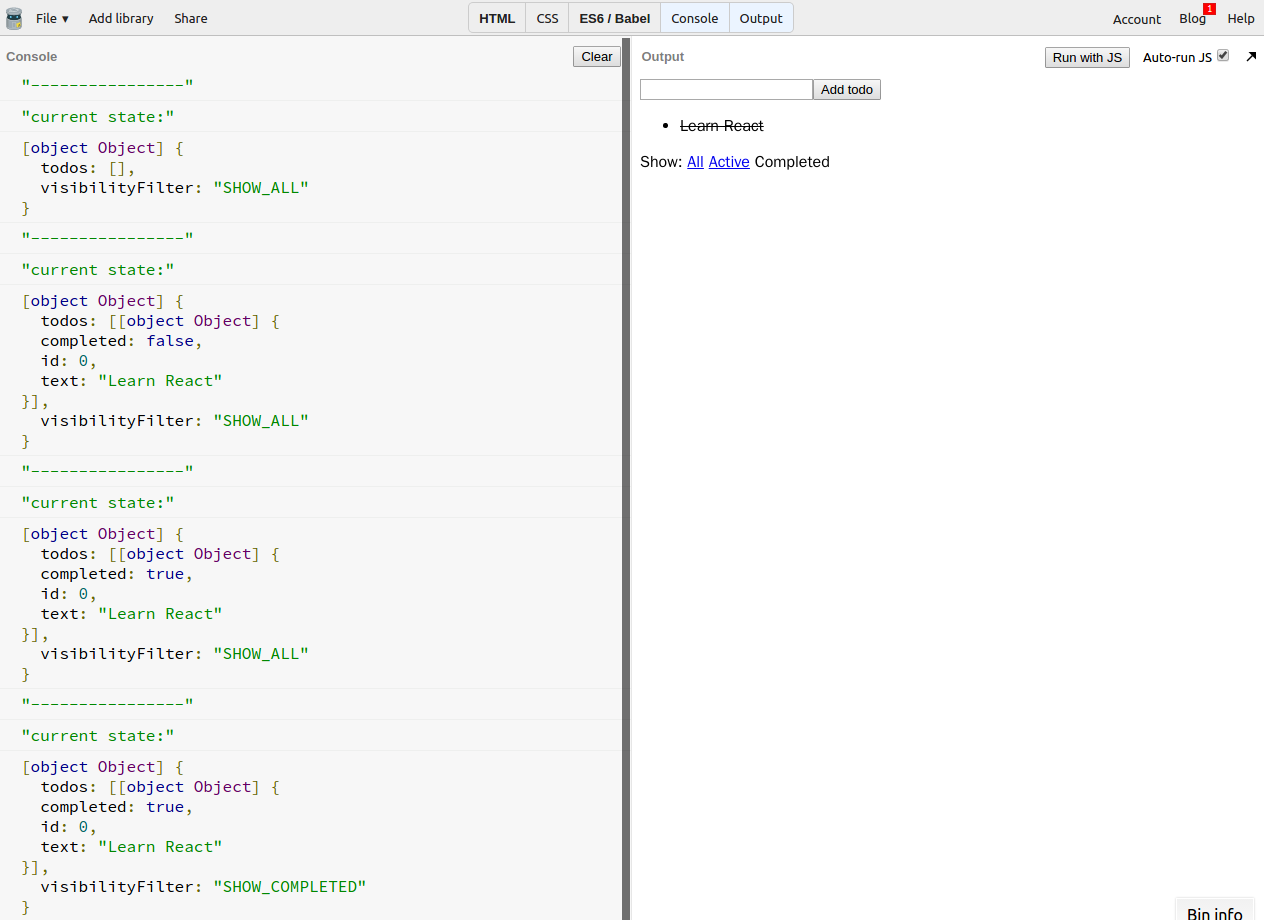 File ▾ Add library Share HTML CSS ES6 / Babel Console Output Account Blog 1 Help
Console Clear
"----------------"
"current state:"
[object Object] {
  todos: [],
  visibilityFilter: "SHOW_ALL"
}
"----------------"
"current state:"
[object Object] {
  todos: [[object Object] {
  completed: false,
  id: 0,
  text: "Learn React"
}],
  visibilityFilter: "SHOW_ALL"
}
"----------------"
"current state:"
[object Object] {
  todos: [[object Object] {
  completed: true,
  id: 0,
  text: "Learn React"
}],
  visibilityFilter: "SHOW_ALL"
}
"----------------"
"current state:"
[object Object] {
  todos: [[object Object] {
  completed: true,
  id: 0,
  text: "Learn React"
}],
  visibilityFilter: "SHOW_COMPLETED"
}
Output Run with JS Auto-run JS
Add todo
• Learn React
Show: All Active Completed
Bin info